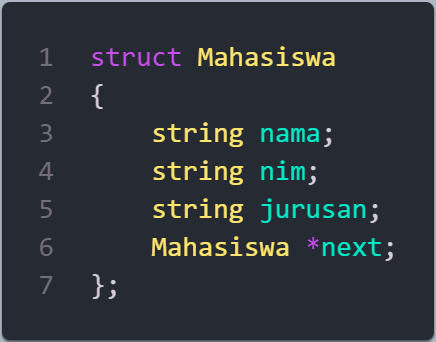 1 struct Mahasiswa
2 {
3     string nama;
4     string nim;
5     string jurusan;
6     Mahasiswa *next;
7 };